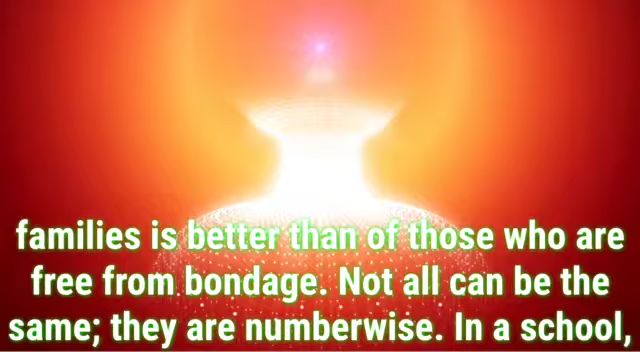 families is better than of those who are
free from bondage. Not all can be the
same; they are numberwise. In a school,